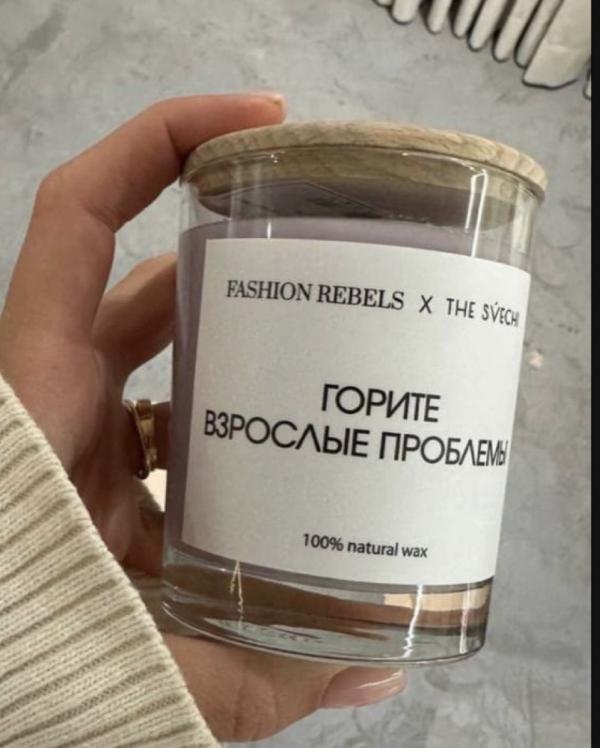 FASHION REBELS X THE SVECHI
ГОРИТЕ
ВЗРОСЛЫЕ ПРОБЛЕМЫ
100% natural wax